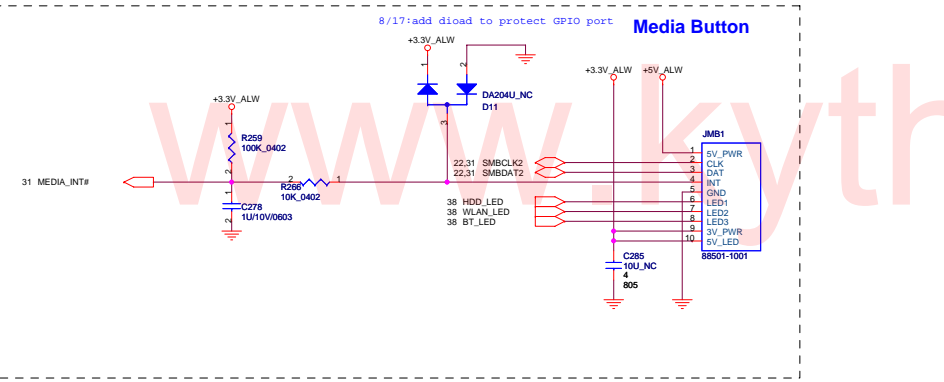 8/17:add dioad to protect GPIO port
Media Button
+3.3V_ALW
1
2
DA204U_NC
D11
3
+3.3V_ALW
+5V_ALW
+3.3V_ALW
1
R259
100K_0402
2
JMB1
1 5V_PWR
22,31 SMBCLK2 2 CLK
22,31 SMBDAT2 3 DAT
31 MEDIA_INT# 2 R266 1 4 INT
10K_0402
5 GND
38 HDD_LED 6 LED1
38 WLAN_LED 7 LED2
38 BT_LED 8 LED3
9 3V_PWR
10 5V_LED
88501-1001
1
C278
1U/10V/0603
2
C285
10U_NC
4
805
www.kyth